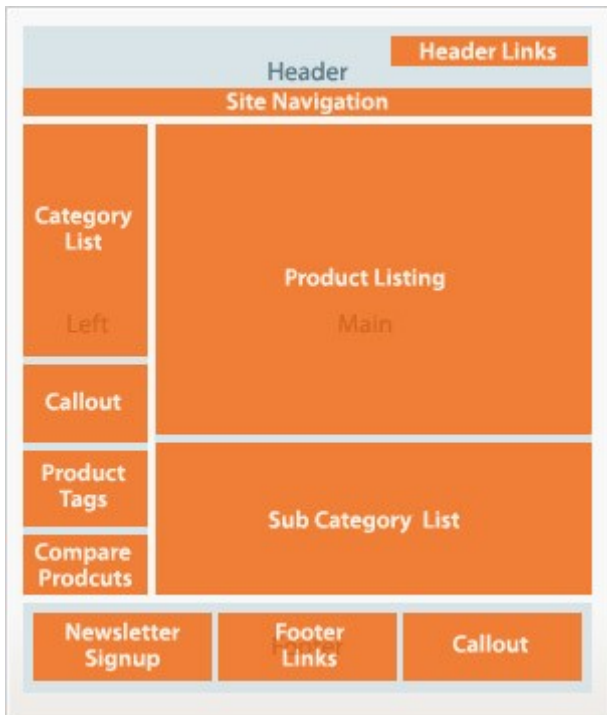 Header Links
Header
Site Navigation
Category
List
Left
Callout
Product
Tags
Compare
Prodcuts
Product Listing
Main
Sub Category List
Newsletter
Signup
Footer
Links
Footer
Callout